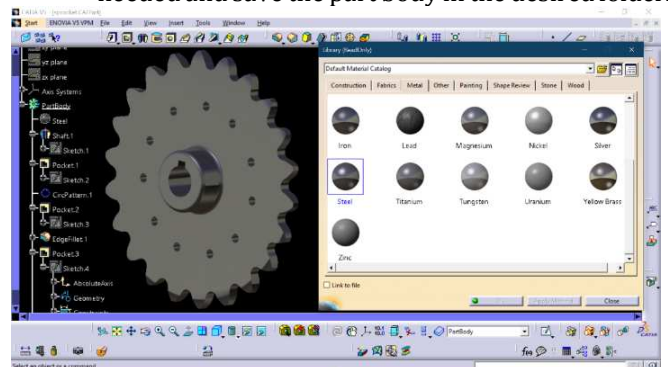 needed and save the part body in the desired folder.
Start ENOVIA V5 VPM File Edit View Insert Tools Window Help
Library (ReadOnly)
Default Material Catalog
Construction Fabrics Metal Other Painting Shape Review Stone Wood
yz plane
zx plane
Axis Systems
PartBody
Steel
Shaft.1
Sketch.1
Pocket.1
Sketch.2
CircPattern.1
Pocket.2
Sketch.3
EdgeFillet.1
Pocket.3
Sketch.4
AbsoluteAxis
Geometry
Iron Lead Magnesium Nickel Silver
Steel Titanium Tungsten Uranium Yellow Brass
Zinc
Link to file
Apply Material Close
PartBody
Select an object or a command